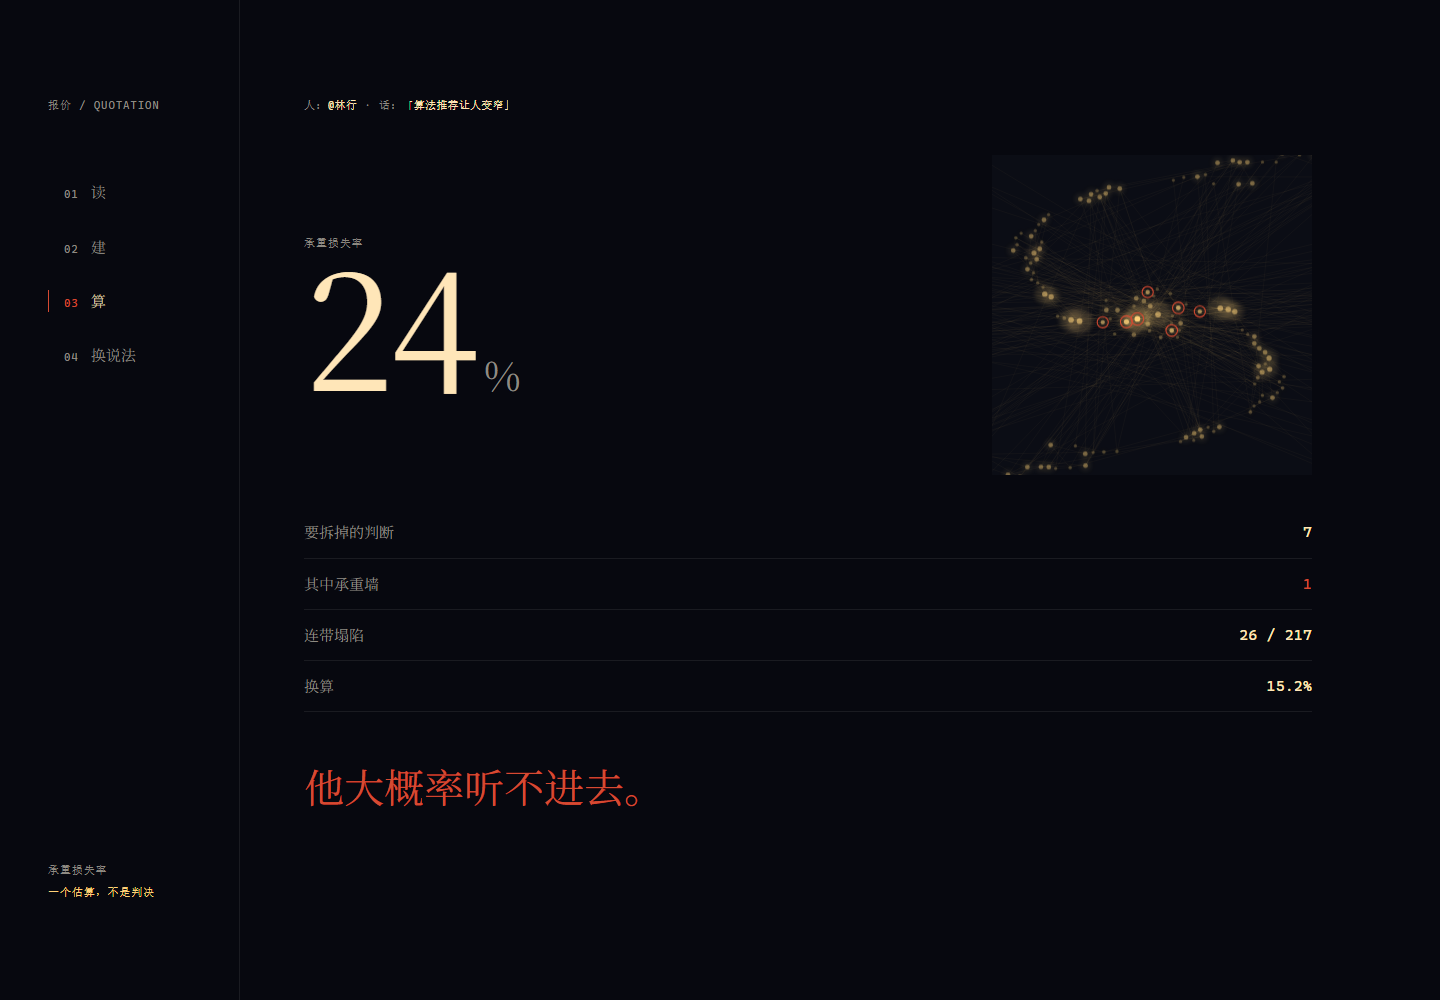 报价 / QUOTATION
01 读
02 建
03 算
04 换说法
承重损失率
一个估算，不是判决
人: @林行 · 话: 「算法推荐让人变窄」
承重损失率
24%
要拆掉的判断 7
其中承重墙 1
连带塌陷 26 / 217
换算 15.2%
他大概率听不进去。